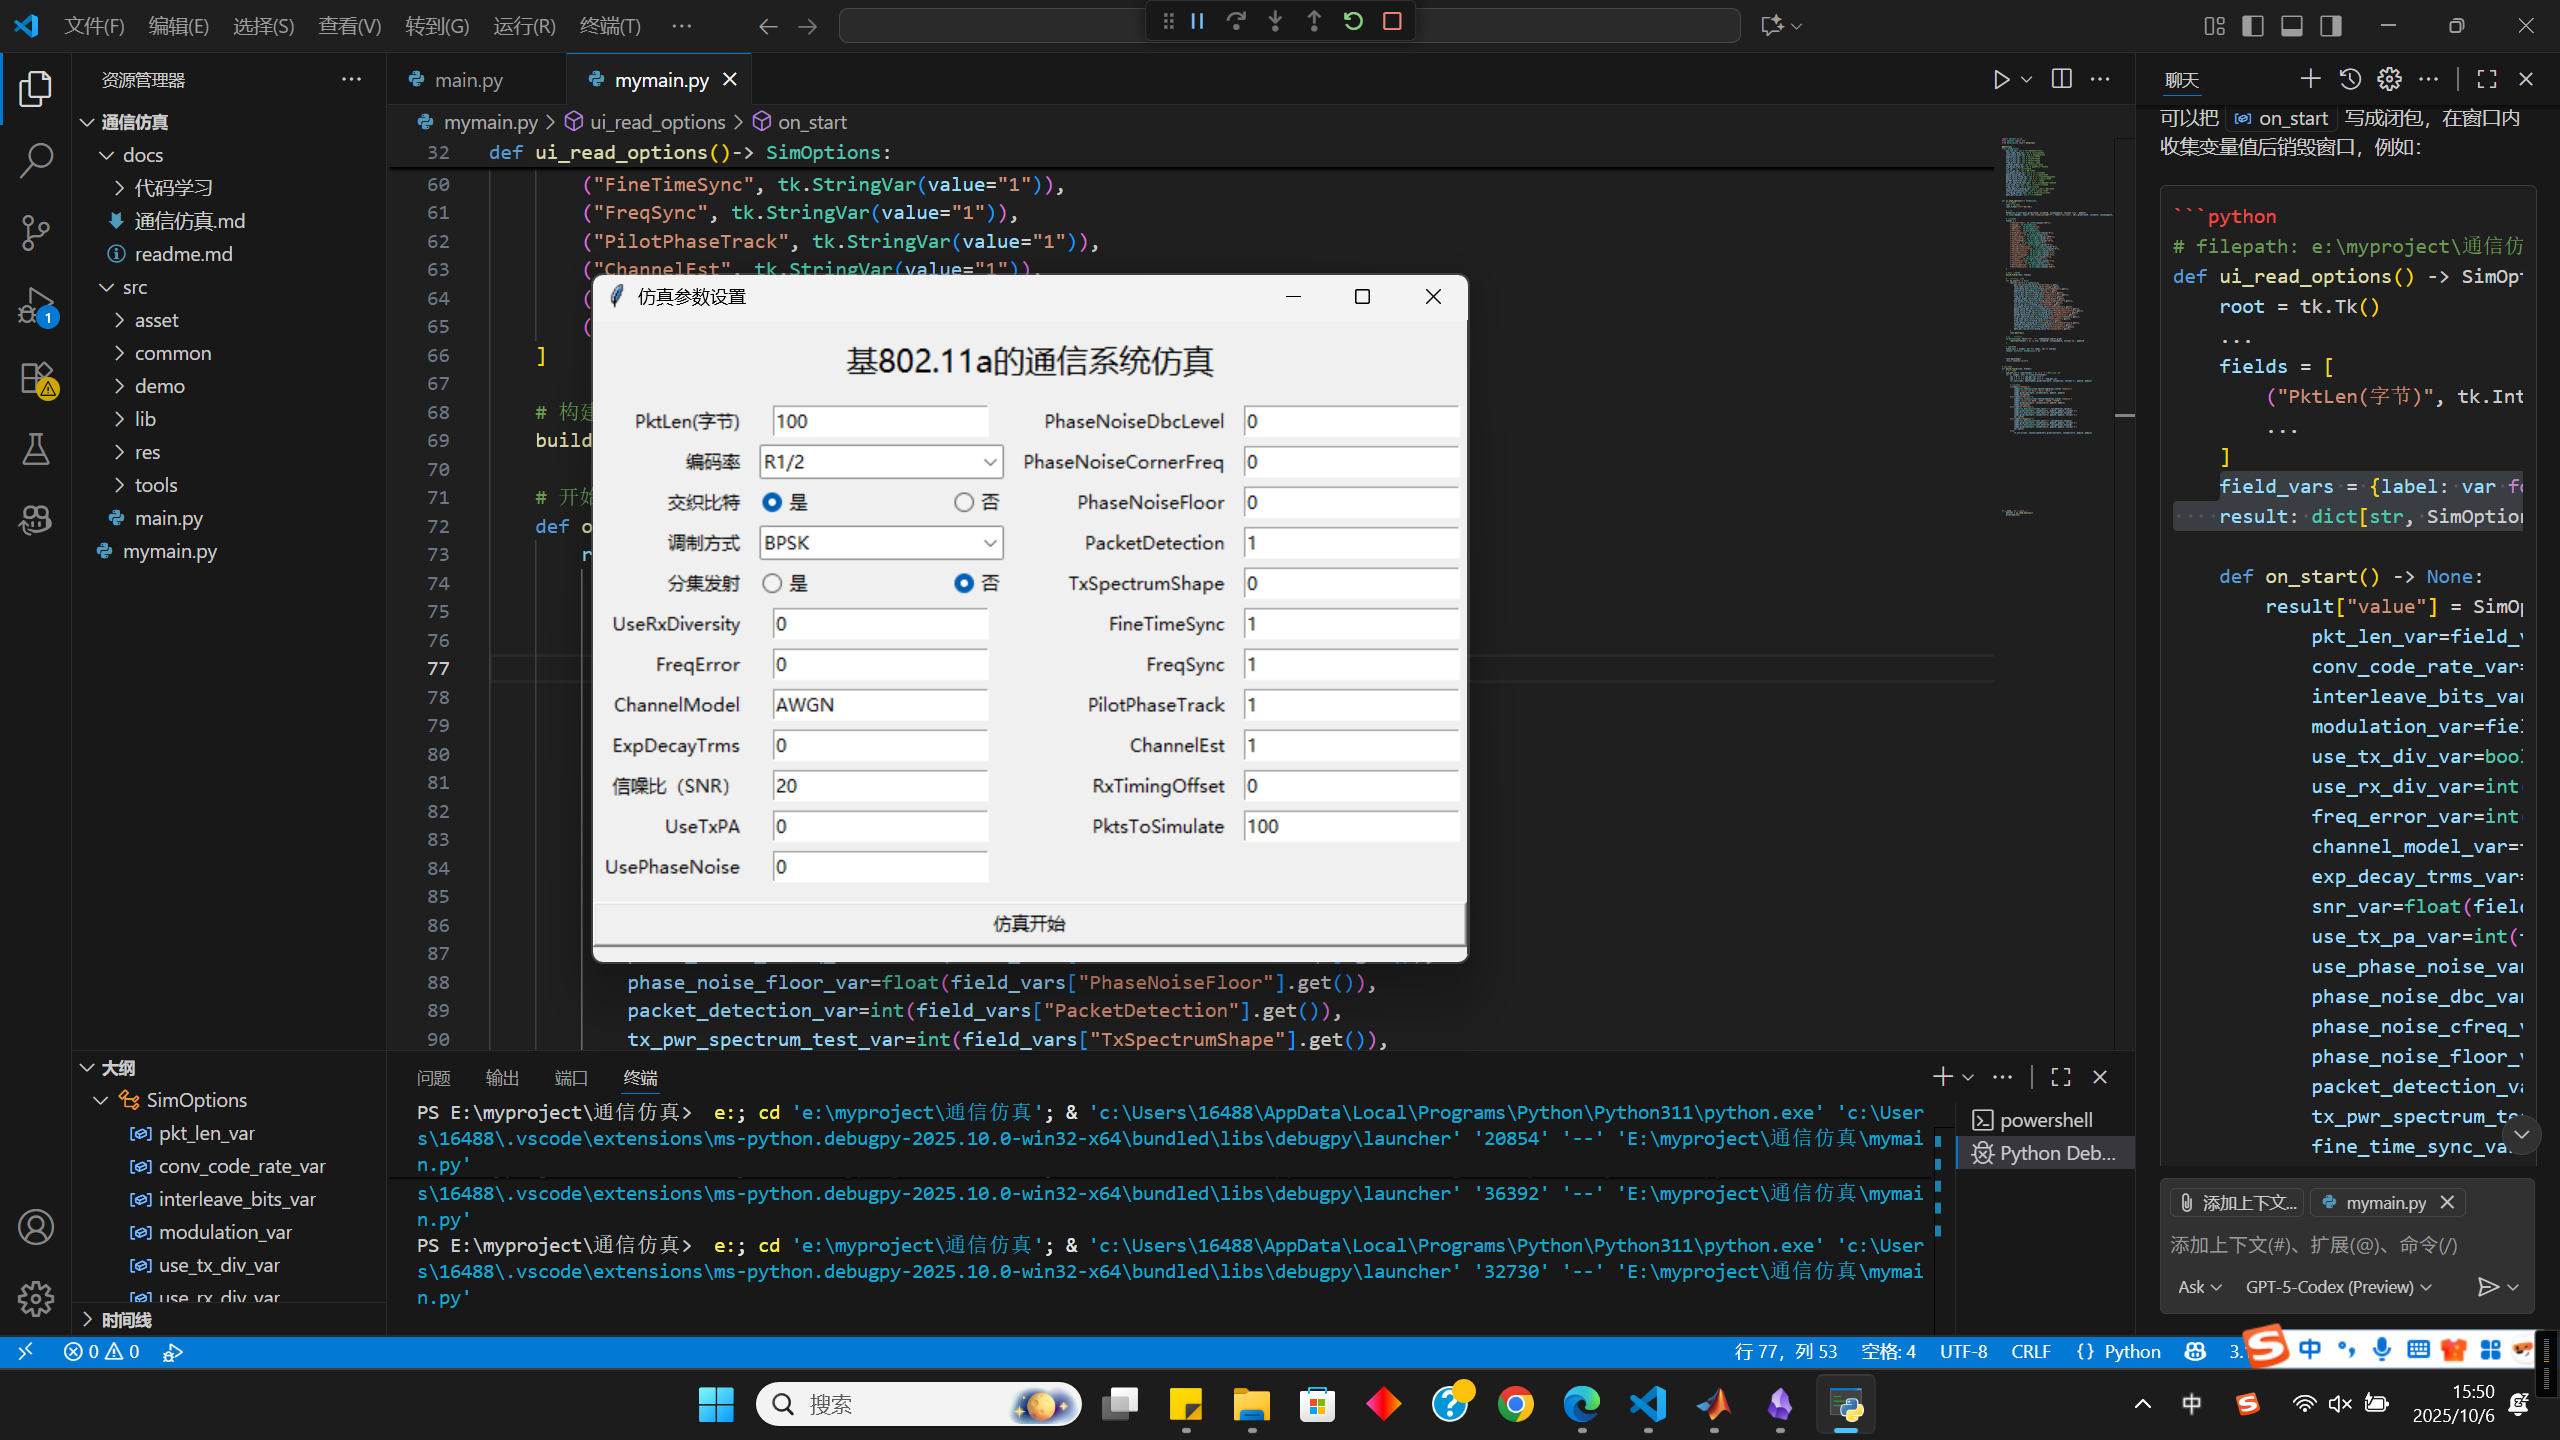 文件(F) 编辑(E) 选择(S) 查看(V) 转到(G) 运行(R) 终端(T) ···
资源管理器
通信仿真
docs
代码学习
通信仿真.md
readme.md
src
asset
common
demo
lib
res
tools
main.py
mymain.py
1
大纲
SimOptions
pkt_len_var
conv_code_rate_var
interleave_bits_var
modulation_var
use_tx_div_var
use_rx_div_var
时间线
main.py
mymain.py
mymain.py > ui_read_options > on_start
32 def ui_read_options()-> SimOptions:
60 ("FineTimeSync", tk.StringVar(value="1")),
61 ("FreqSync", tk.StringVar(value="1")),
62 ("PilotPhaseTrack", tk.StringVar(value="1")),
63 ("ChannelEst", tk.StringVar(value="1")),
64 (
65 (
66 ]
67
68 # 构建
69 build
70
71 # 开始
72 def o
73 r
74
75
76
77
78
79
80
81
82
83
84
85
86
87
88 phase_noise_floor_var=float(field_vars["PhaseNoiseFloor"].get()),
89 packet_detection_var=int(field_vars["PacketDetection"].get()),
90 tx_pwr_spectrum_test_var=int(field_vars["TxSpectrumShape"].get()),
仿真参数设置
基802.11a的通信系统仿真
PktLen(字节) 100 PhaseNoiseDbcLevel 0
编码率 R1/2 PhaseNoiseCornerFreq 0
交织比特 是 否 PhaseNoiseFloor 0
调制方式 BPSK PacketDetection 1
分集发射 是 否 TxSpectrumShape 0
UseRxDiversity 0 FineTimeSync 1
FreqError 0 FreqSync 1
ChannelModel AWGN PilotPhaseTrack 1
ExpDecayTrms 0 ChannelEst 1
信噪比（SNR） 20 RxTimingOffset 0
UseTxPA 0 PktsToSimulate 100
UsePhaseNoise 0
仿真开始
问题 输出 端口 终端
PS E:\myproject\通信仿真> e:; cd 'e:\myproject\通信仿真'; & 'c:\Users\16488\AppData\Local\Programs\Python\Python311\python.exe' 'c:\User
s\16488\.vscode\extensions\ms-python.debugpy-2025.10.0-win32-x64\bundled\libs\debugpy\launcher' '20854' '--' 'E:\myproject\通信仿真\mymai
n.py'
s\16488\.vscode\extensions\ms-python.debugpy-2025.10.0-win32-x64\bundled\libs\debugpy\launcher' '36392' '--' 'E:\myproject\通信仿真\mymai
n.py'
PS E:\myproject\通信仿真> e:; cd 'e:\myproject\通信仿真'; & 'c:\Users\16488\AppData\Local\Programs\Python\Python311\python.exe' 'c:\User
s\16488\.vscode\extensions\ms-python.debugpy-2025.10.0-win32-x64\bundled\libs\debugpy\launcher' '32730' '--' 'E:\myproject\通信仿真\mymai
n.py'
powershell
Python Deb...
聊天
可以把 on_start 写成闭包，在窗口内
收集变量值后销毁窗口，例如：
```python
# filepath: e:\myproject\通信仿
def ui_read_options() -> SimOpt
root = tk.Tk()
...
fields = [
("PktLen(字节)", tk.Int
...
]
field_vars = {label: var fo
result: dict[str, SimOption
def on_start() -> None:
result["value"] = SimOp
pkt_len_var=field_v
conv_code_rate_var=
interleave_bits_var
modulation_var=fiel
use_tx_div_var=bool
use_rx_div_var=int(
freq_error_var=int(
channel_model_var=f
exp_decay_trms_var=
snr_var=float(field
use_tx_pa_var=int(f
use_phase_noise_var
phase_noise_dbc_var
phase_noise_cfreq_v
phase_noise_floor_v
packet_detection_va
tx_pwr_spectrum_tes
fine_time_sync_va
添加上下文... mymain.py
添加上下文(#)、扩展(@)、命令(/)
Ask GPT-5-Codex (Preview)
0 0
行 77，列 53 空格: 4 UTF-8 CRLF {} Python 3.
中
搜索
中
15:50
2025/10/6